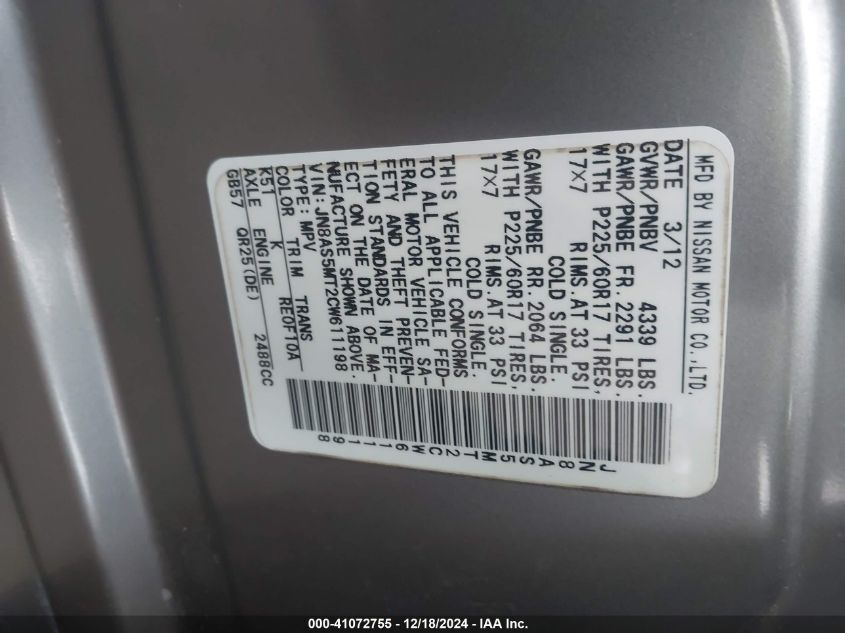 MFD BY NISSAN MOTOR CO.,LTD.
DATE 3/12
GVWR/PNBV 4339 LBS.
GAWR/PNBE FR. 2291 LBS.
WITH P225/60R17 TIRES,
17X7 RIMS.AT 33 PSI
COLD SINGLE.
GAWR/PNBE RR. 2064 LBS.
WITH P225/60R17 TIRES,
17X7 RIMS.AT 33 PSI
COLD SINGLE.
THIS VEHICLE CONFORMS
TO ALL APPLICABLE FED-
ERAL MOTOR VEHICLE SA-
FETY AND THEFT PREVEN-
TION STANDARDS IN EFF-
ECT ON THE DATE OF MA-
NUFACTURE SHOWN ABOVE.
VIN:JN8AS5MT2CW611198
TYPE:MPV
COLOR TRIM TRANS
K51 K RE0F10A
AXLE ENGINE
GB57 QR25(DE) 2488CC
JN8AS5MT2CW611198
000-41072755 - 12/18/2024 - IAA Inc.